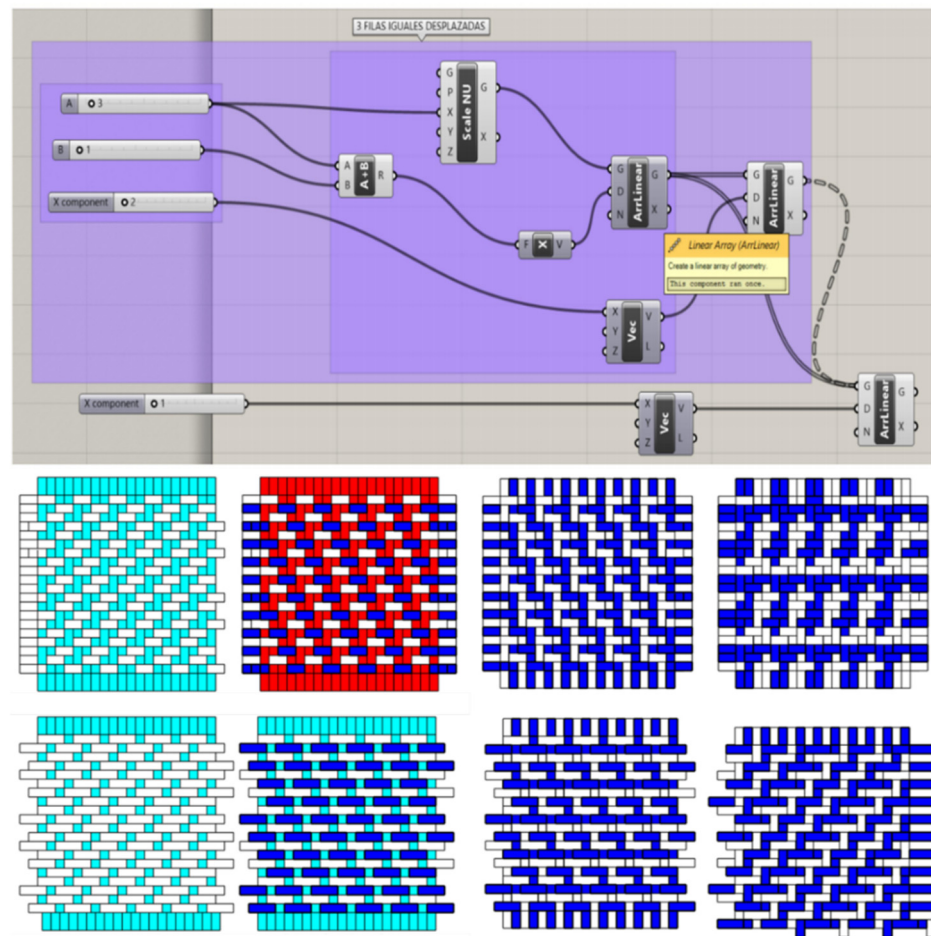 3 FILAS IGUALES DESPLAZADAS
A 3
B 1
X component 2
G P X Y Z Scale NU G X
A B A+B R
F X V
G D N ArrLinear G X
G D N ArrLinear G X
Linear Array (ArrLinear)
Create a linear array of geometry.
This component ran once.
X Y Z Vec V L
X component 1
X Y Z Vec V L
G D N ArrLinear G X